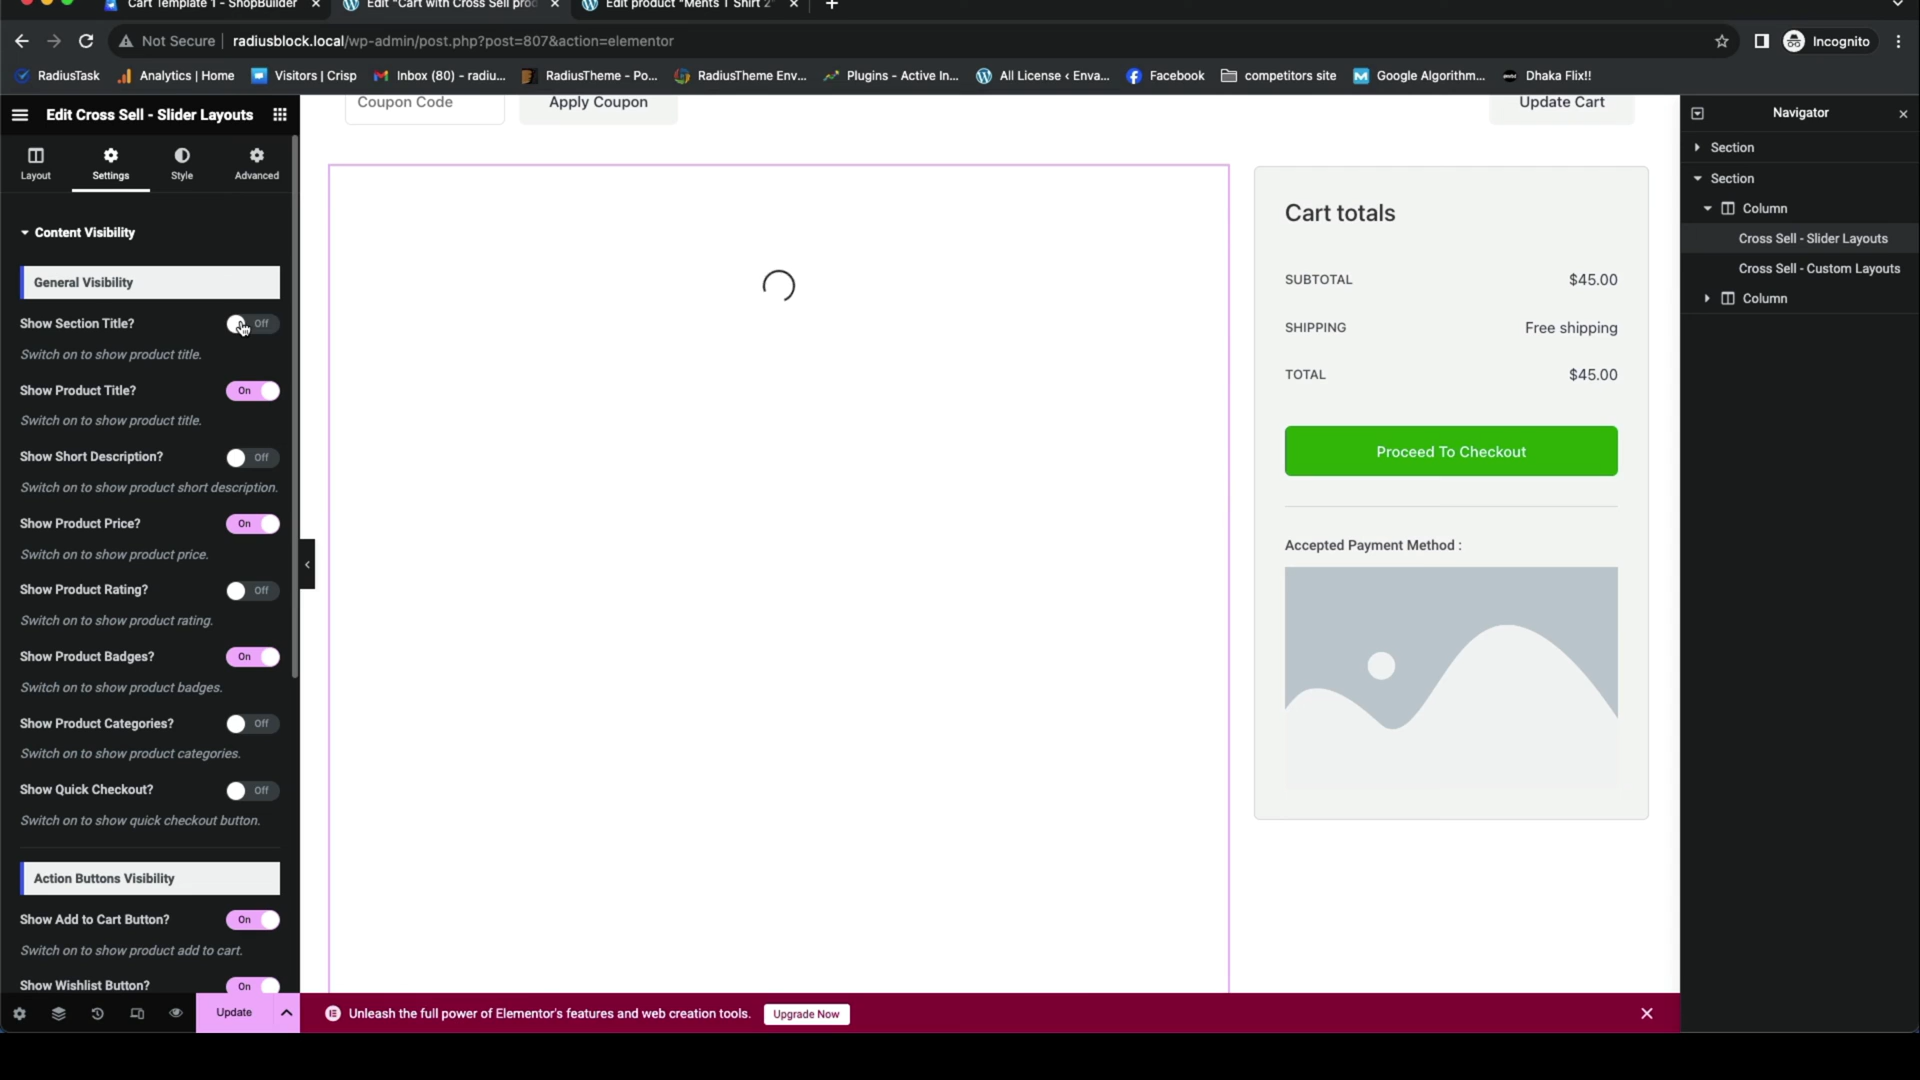 Cart Template 1 - ShopBuilder
Edit "Cart with Cross Sell prod
Edit product "Ments T Shirt 2"
Not Secure
radiusblock.local/wp-admin/post.php?post=807&action=elementor
Incognito
RadiusTask
Analytics | Home
Visitors | Crisp
Inbox (80) - radiu...
RadiusTheme - Po...
RadiusTheme Env...
Plugins - Active In...
All License ‹ Enva...
Facebook
competitors site
Google Algorithm...
Dhaka Flix!!
Edit Cross Sell - Slider Layouts
Layout
Settings
Style
Advanced
Content Visibility
General Visibility
Show Section Title?
Off
Switch on to show product title.
Show Product Title?
On
Switch on to show product title.
Show Short Description?
Off
Switch on to show product short description.
Show Product Price?
On
Switch on to show product price.
Show Product Rating?
Off
Switch on to show product rating.
Show Product Badges?
On
Switch on to show product badges.
Show Product Categories?
Off
Switch on to show product categories.
Show Quick Checkout?
Off
Switch on to show quick checkout button.
Action Buttons Visibility
Show Add to Cart Button?
On
Switch on to show product add to cart.
Show Wishlist Button?
On
Update
Coupon Code
Apply Coupon
Update Cart
Cart totals
SUBTOTAL
$45.00
SHIPPING
Free shipping
TOTAL
$45.00
Proceed To Checkout
Accepted Payment Method :
Unleash the full power of Elementor's features and web creation tools.
Upgrade Now
Navigator
Section
Section
Column
Cross Sell - Slider Layouts
Cross Sell - Custom Layouts
Column